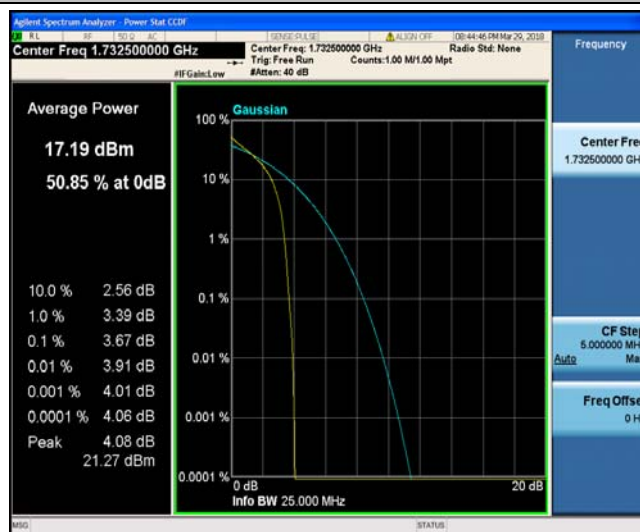 Agilent Spectrum Analyzer - Power Stat CCDF
RL RF 50 Ω AC SENSE:PULSE ALIGN OFF 08:44:46 PM Mar 29, 2018
Center Freq 1.732500000 GHz
Center Freq: 1.732500000 GHz Radio Std: None
Trig: Free Run Counts:1.00 M/1.00 Mpt
#IFGain:Low #Atten: 40 dB
Frequency
Average Power
17.19 dBm
50.85 % at 0dB
10.0 % 2.56 dB
1.0 % 3.39 dB
0.1 % 3.67 dB
0.01 % 3.91 dB
0.001 % 4.01 dB
0.0001 % 4.06 dB
Peak 4.08 dB
21.27 dBm
Gaussian
100 %
10 %
1 %
0.1 %
0.01 %
0.001 %
0.0001 %
0 dB 20 dB
Info BW 25.000 MHz
Center Fre
1.732500000 GH
CF Step
5.000000 MH
Auto Ma
Freq Offse
0 H
MSG STATUS